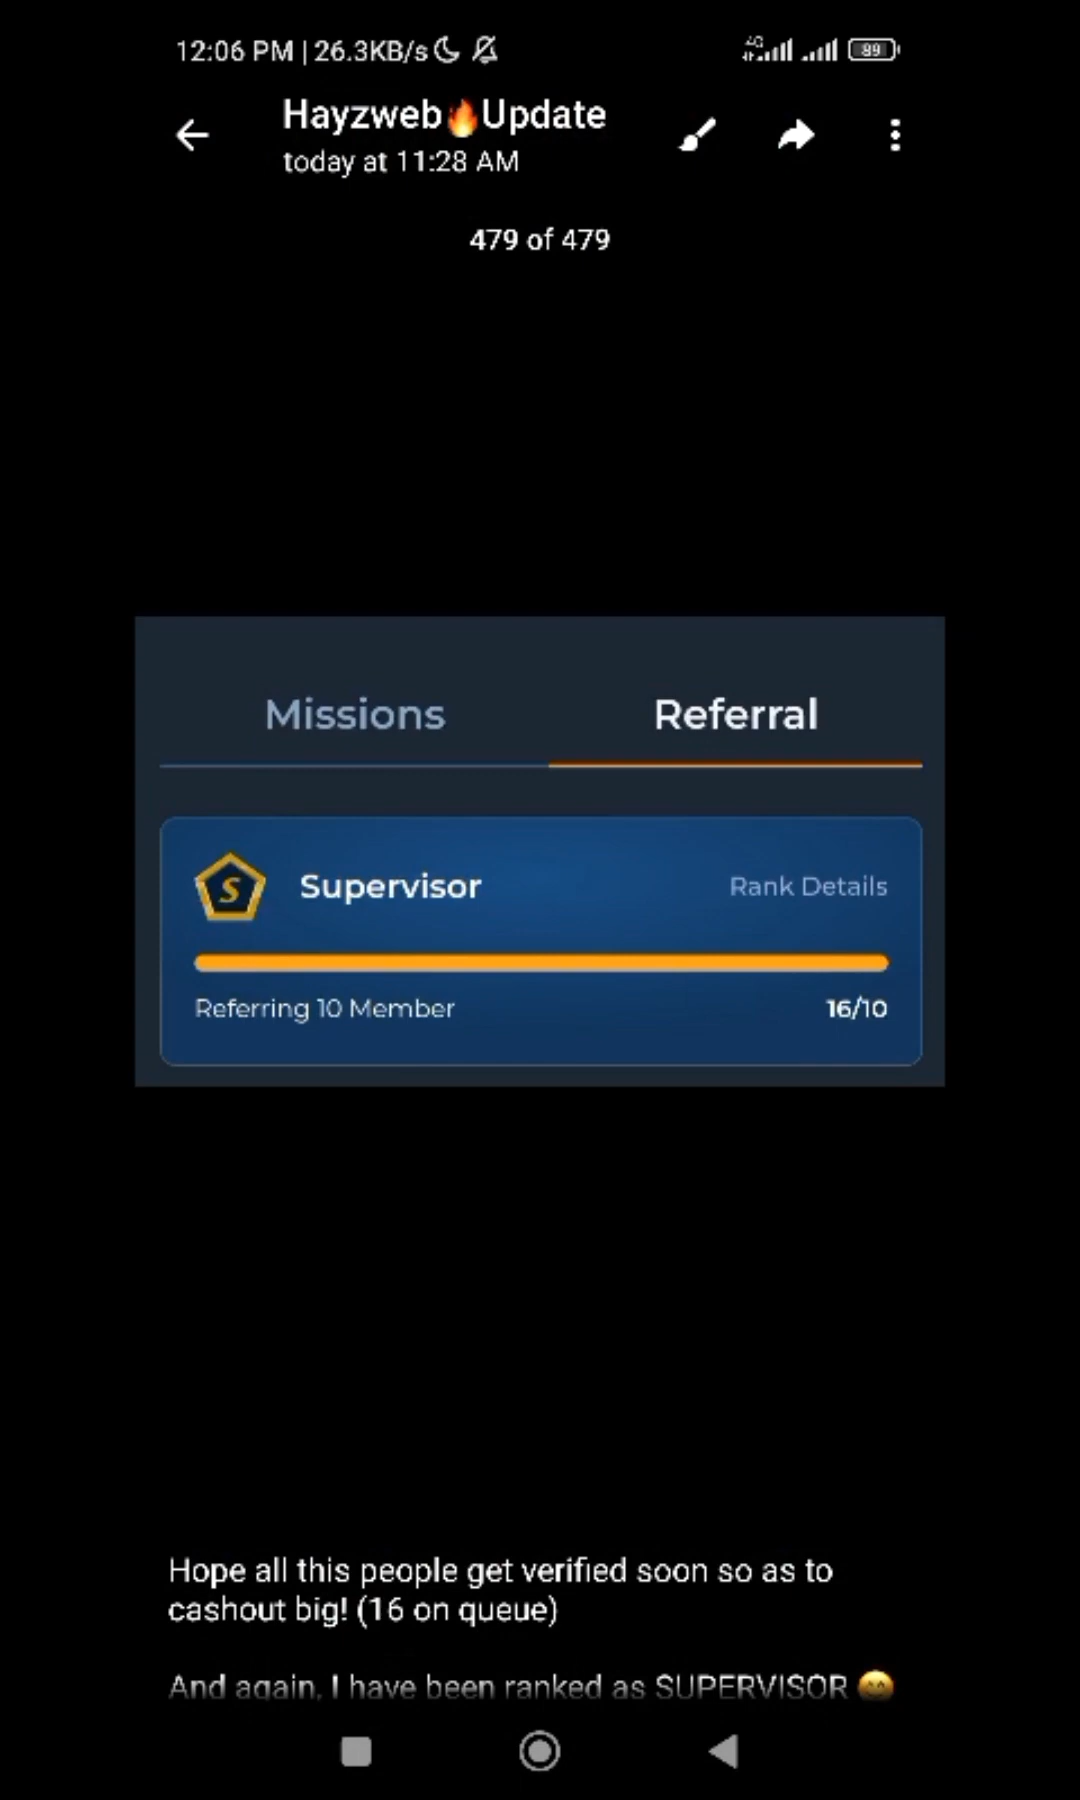 12:06 PM | 26.3KB/s
4G
89
Hayzweb🔥Update
today at 11:28 AM
479 of 479
Missions
Referral
S
Supervisor
Rank Details
Referring 10 Member
16/10
Hope all this people get verified soon so as to
cashout big! (16 on queue)
And again, I have been ranked as SUPERVISOR 😊